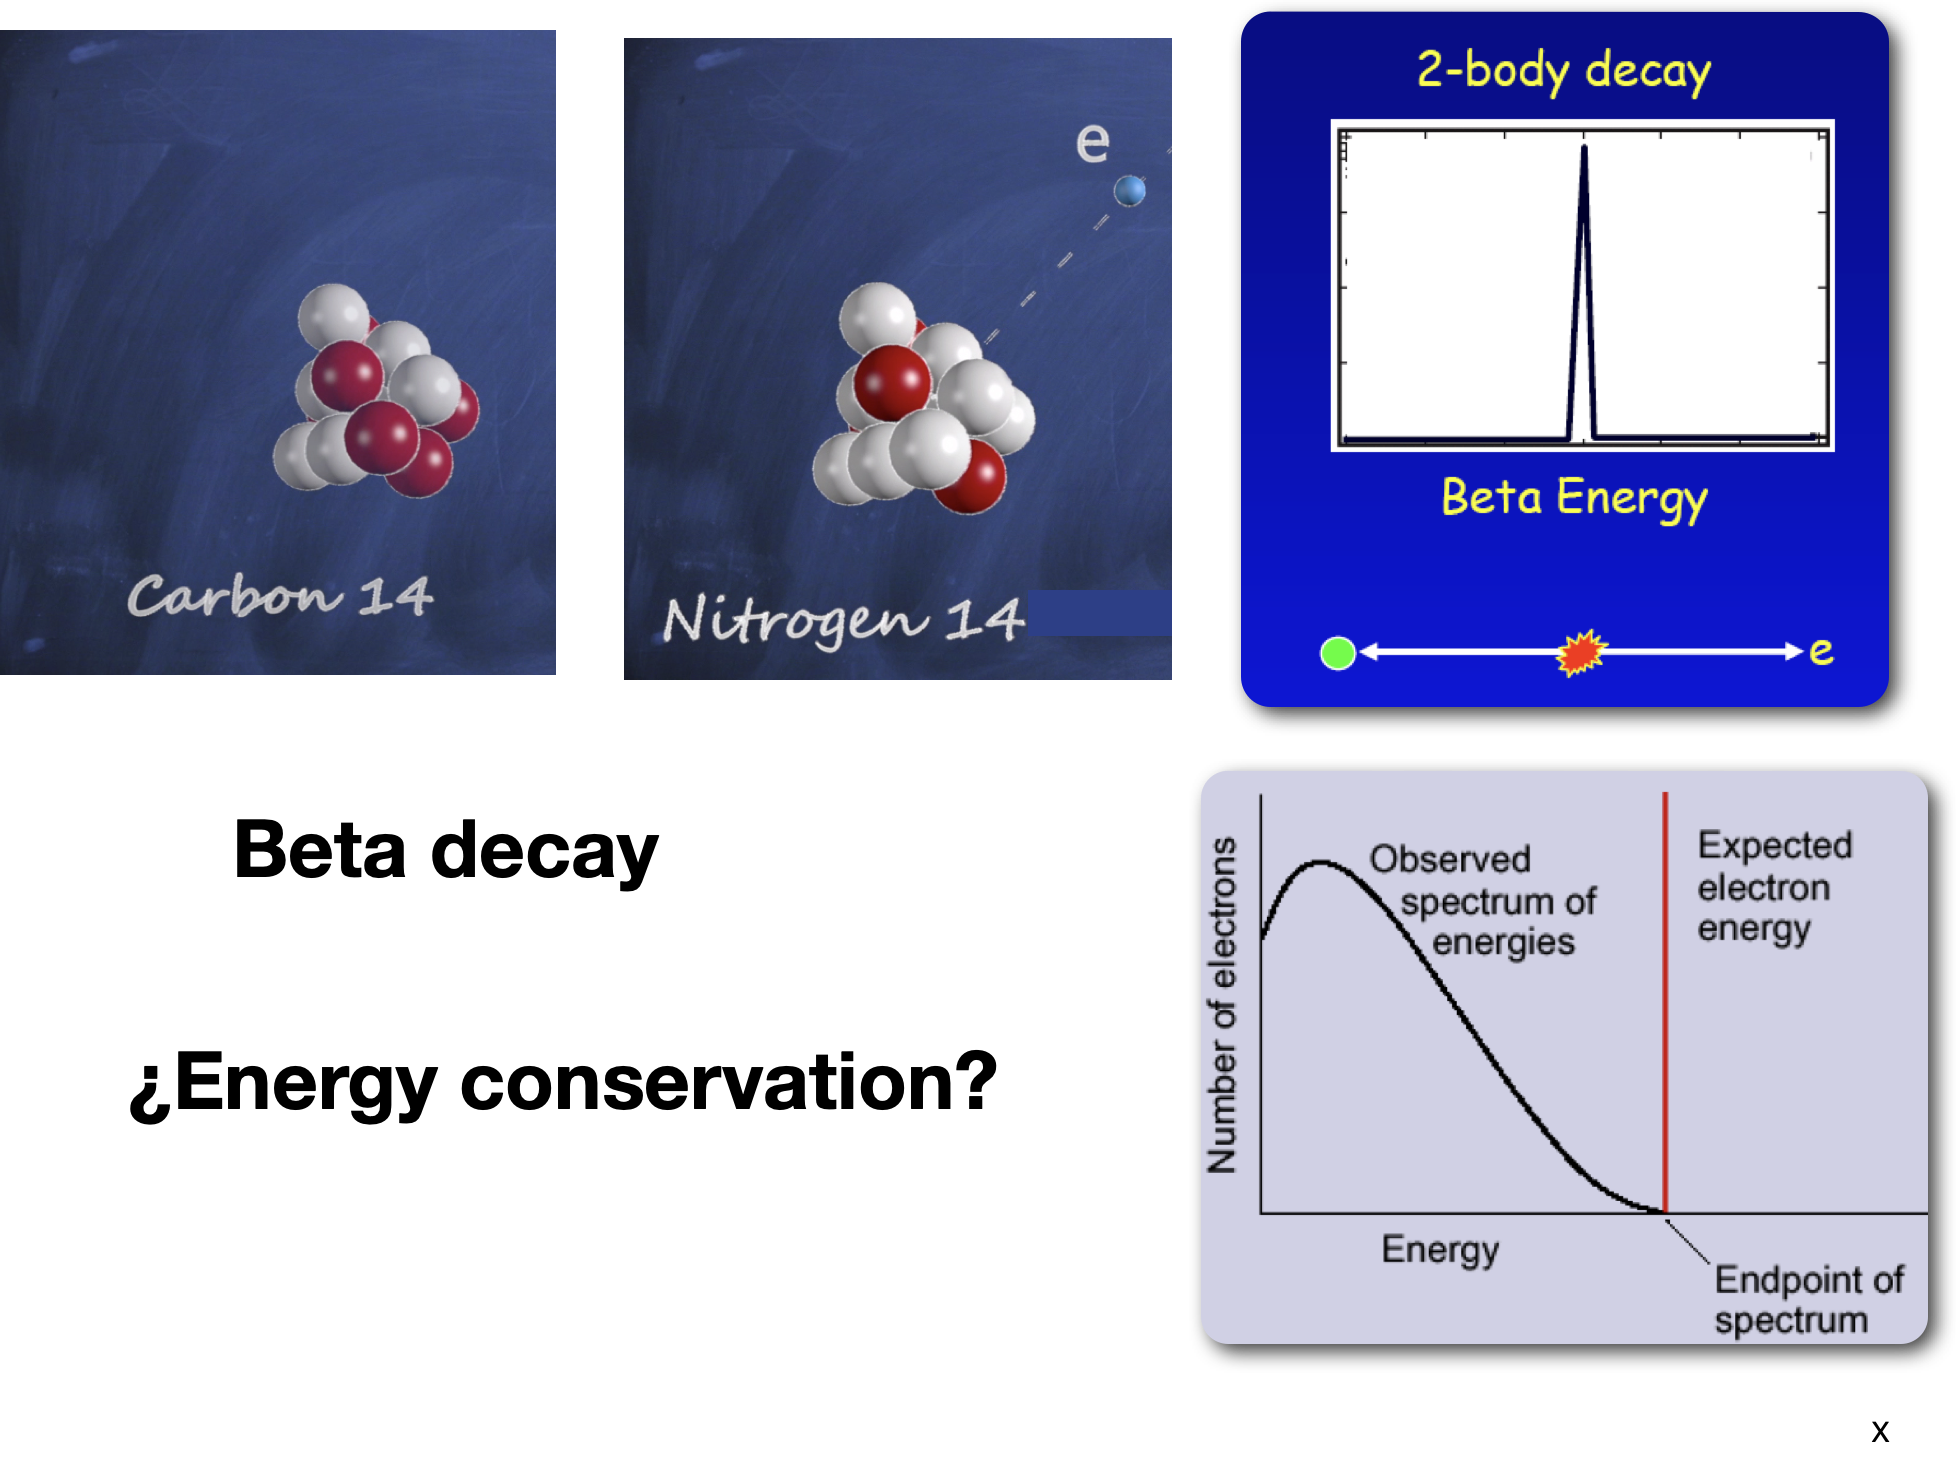 Carbon 14
e
Nitrogen 14
2-body decay
Beta Energy
e
Beta decay
¿Energy conservation?
Number of electrons
Observed
spectrum of
energies
Expected
electron
energy
Energy
Endpoint of
spectrum
x